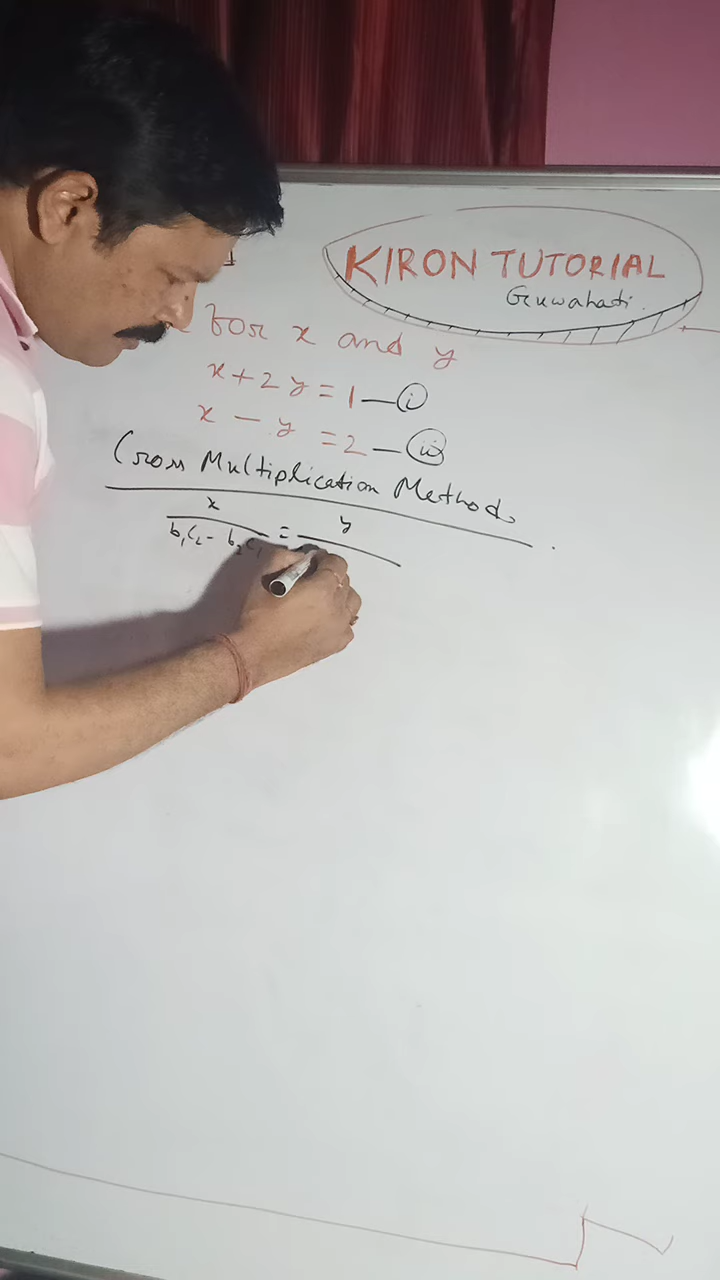 KIRON TUTORIAL
Guwahati.
For x and y
x + 2y = 1 — (i)
x - y = 2 — (ii)
Cross Multiplication Method.
x / b₁c₂ - b₂c₁ = y /